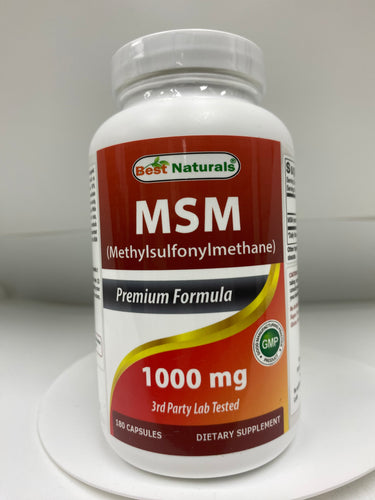 Best Naturals®
MSM
(Methylsulfonylmethane)
Premium Formula
GMP
1000 mg
3rd Party Lab Tested
180 CAPSULES
DIETARY SUPPLEMENT